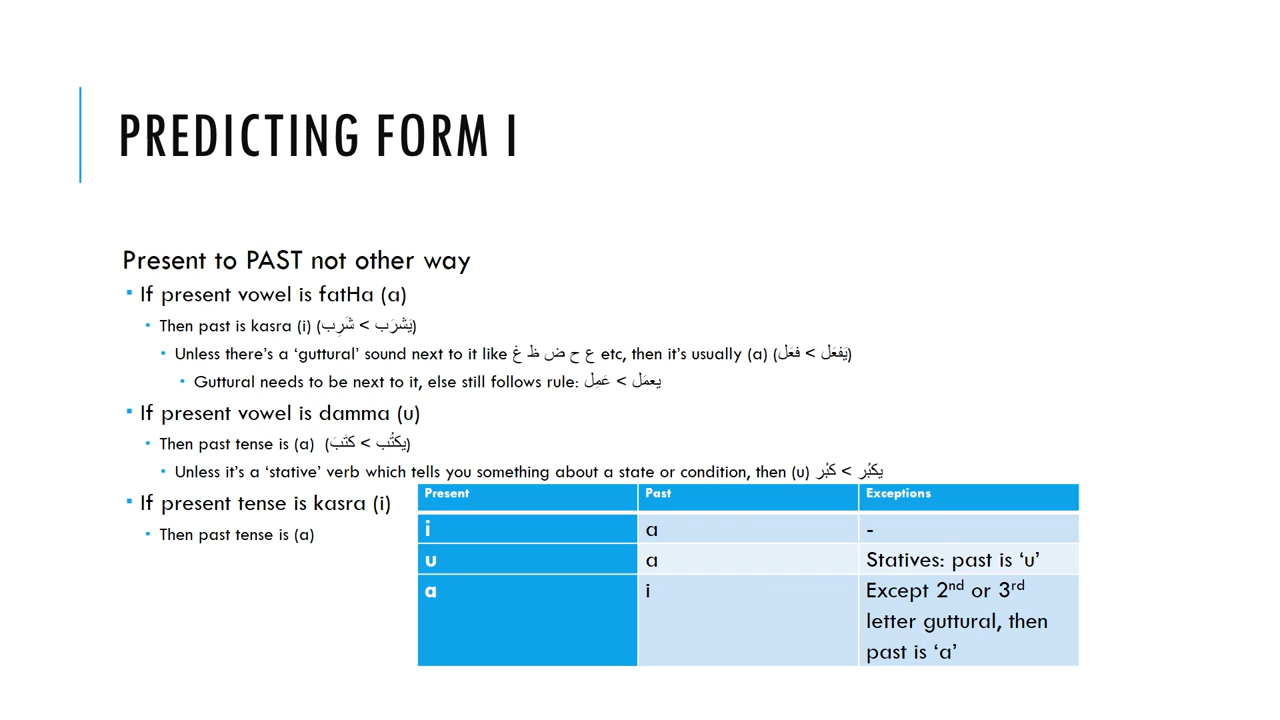 PREDICTING FORM I
Present to PAST not other way
If present vowel is fatHa (a)
Then past is kasra (i) (يَشرَب > شَرِب)
Unless there's a 'guttural' sound next to it like ع ح ض ظ غ etc, then it's usually (a) (يَفعَل > فعَل)
Guttural needs to be next to it, else still follows rule: يعمَل > عَمِل
If present vowel is damma (u)
Then past tense is (a) (يكتُب > كتَبَ)
Unless it's a 'stative' verb which tells you something about a state or condition, then (u) يكبُر > كبُر
If present tense is kasra (i)
Then past tense is (a)
Present Past Exceptions
i a -
u a Statives: past is 'u'
a i Except 2nd or 3rd
letter guttural, then
past is 'a'